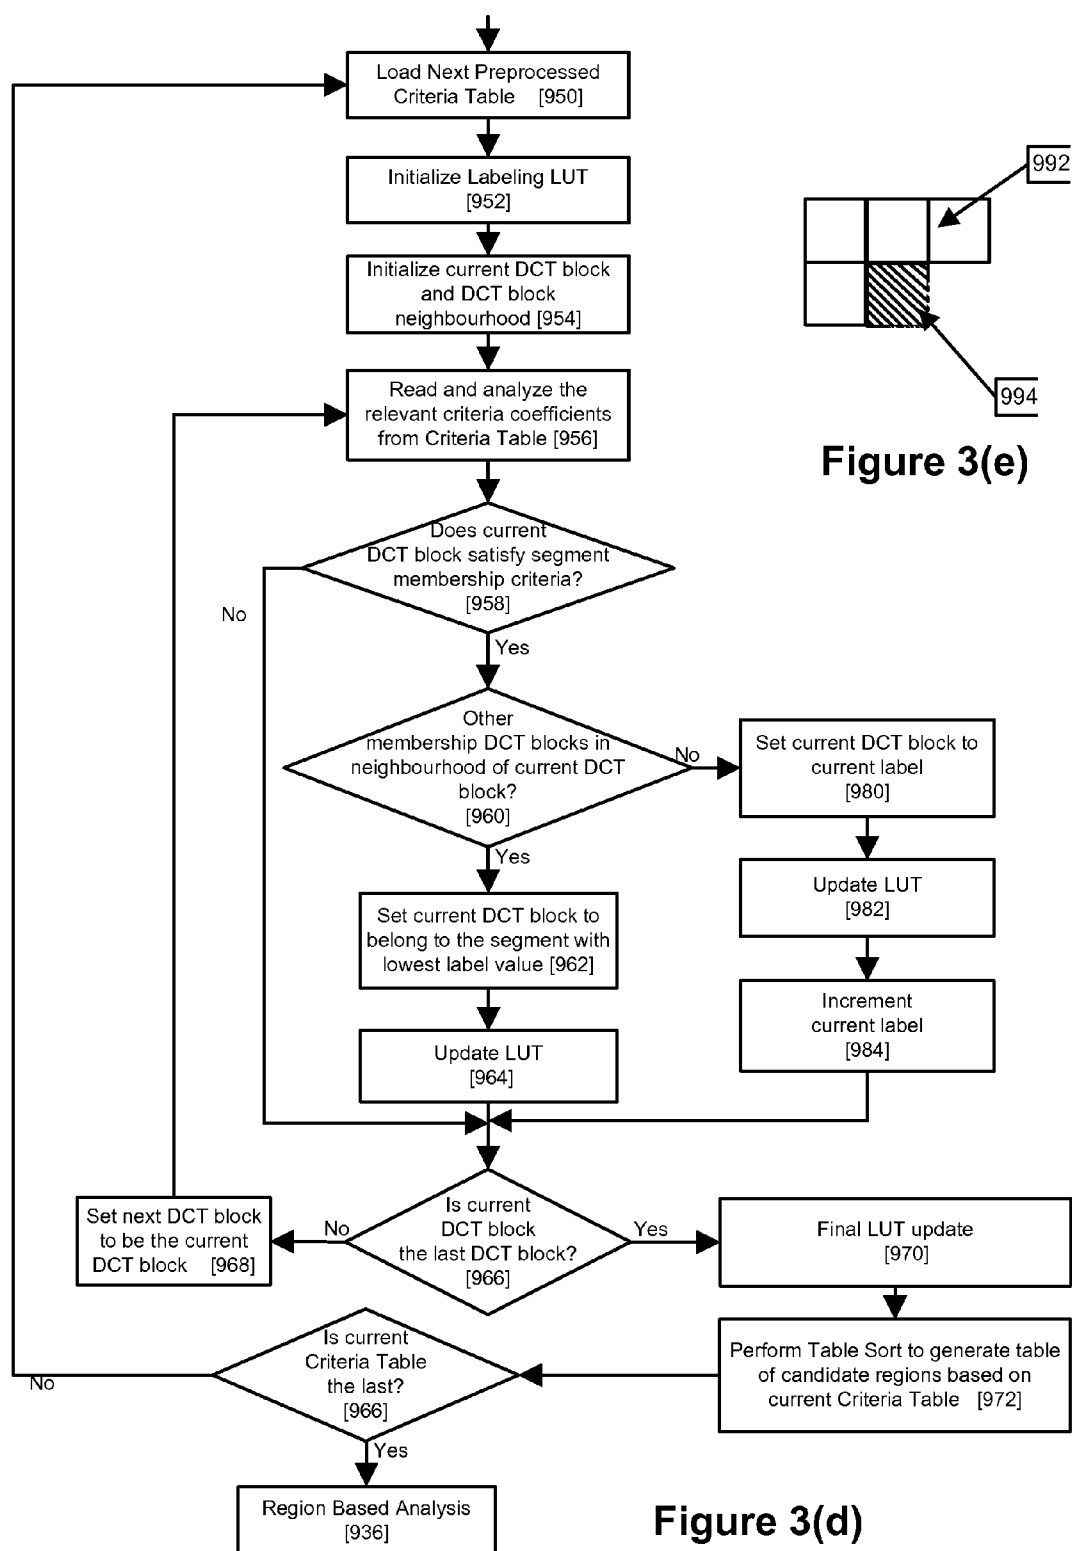 Load Next Preprocessed
Criteria Table [950]
Initialize Labeling LUT
[952]
Initialize current DCT block
and DCT block
neighbourhood [954]
Read and analyze the
relevant criteria coefficients
from Criteria Table [956]
992
994
Figure 3(e)
Does current
DCT block satisfy segment
membership criteria?
[958]
No
Yes
Other
membership DCT blocks in
neighbourhood of current DCT
block?
[960]
No
Set current DCT block to
current label
[980]
Yes
Update LUT
[982]
Set current DCT block to
belong to the segment with
lowest label value [962]
Increment
current label
[984]
Update LUT
[964]
Is current
DCT block
the last DCT block?
[966]
No
Yes
Set next DCT block
to be the current
DCT block [968]
Final LUT update
[970]
Perform Table Sort to generate table
of candidate regions based on
current Criteria Table [972]
Is current
Criteria Table
the last?
[966]
No
Yes
Region Based Analysis
[936]
Figure 3(d)